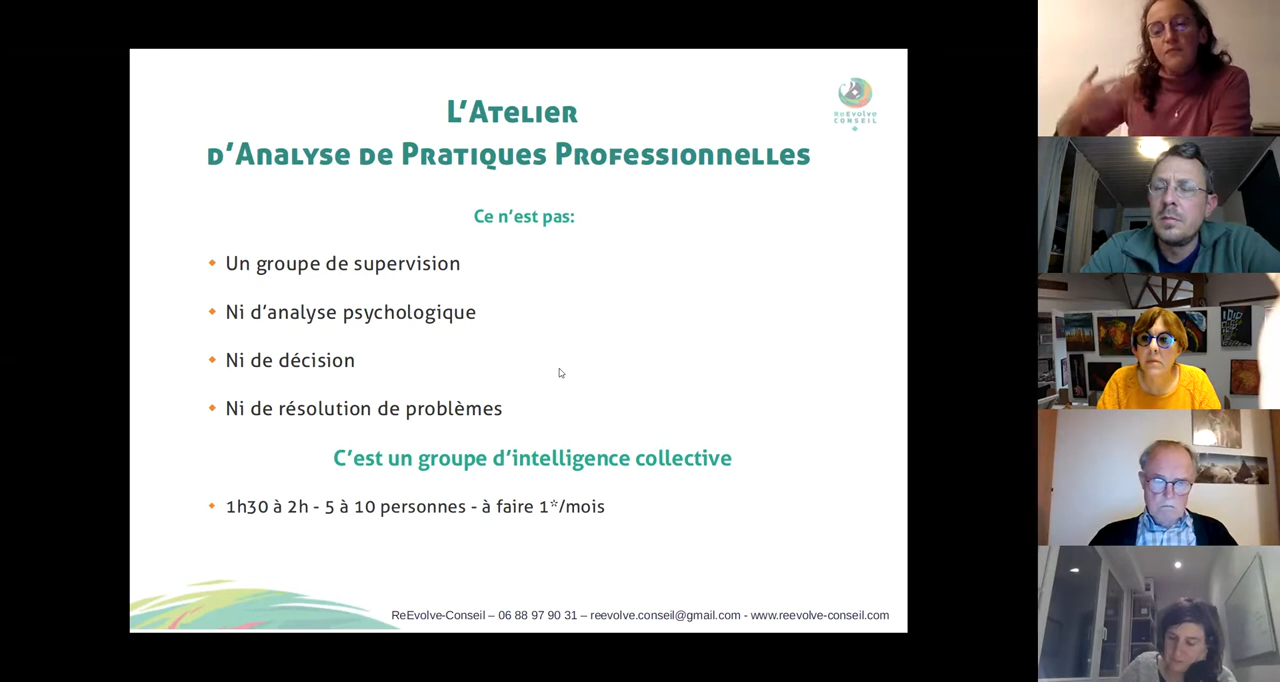 L'Atelier
d'Analyse de Pratiques Professionnelles
ReEvolve
CONSEIL
Ce n'est pas:
Un groupe de supervision
Ni d'analyse psychologique
Ni de décision
Ni de résolution de problèmes
C'est un groupe d'intelligence collective
1h30 à 2h - 5 à 10 personnes - à faire 1*/mois
ReEvolve-Conseil – 06 88 97 90 31 – reevolve.conseil@gmail.com - www.reevolve-conseil.com